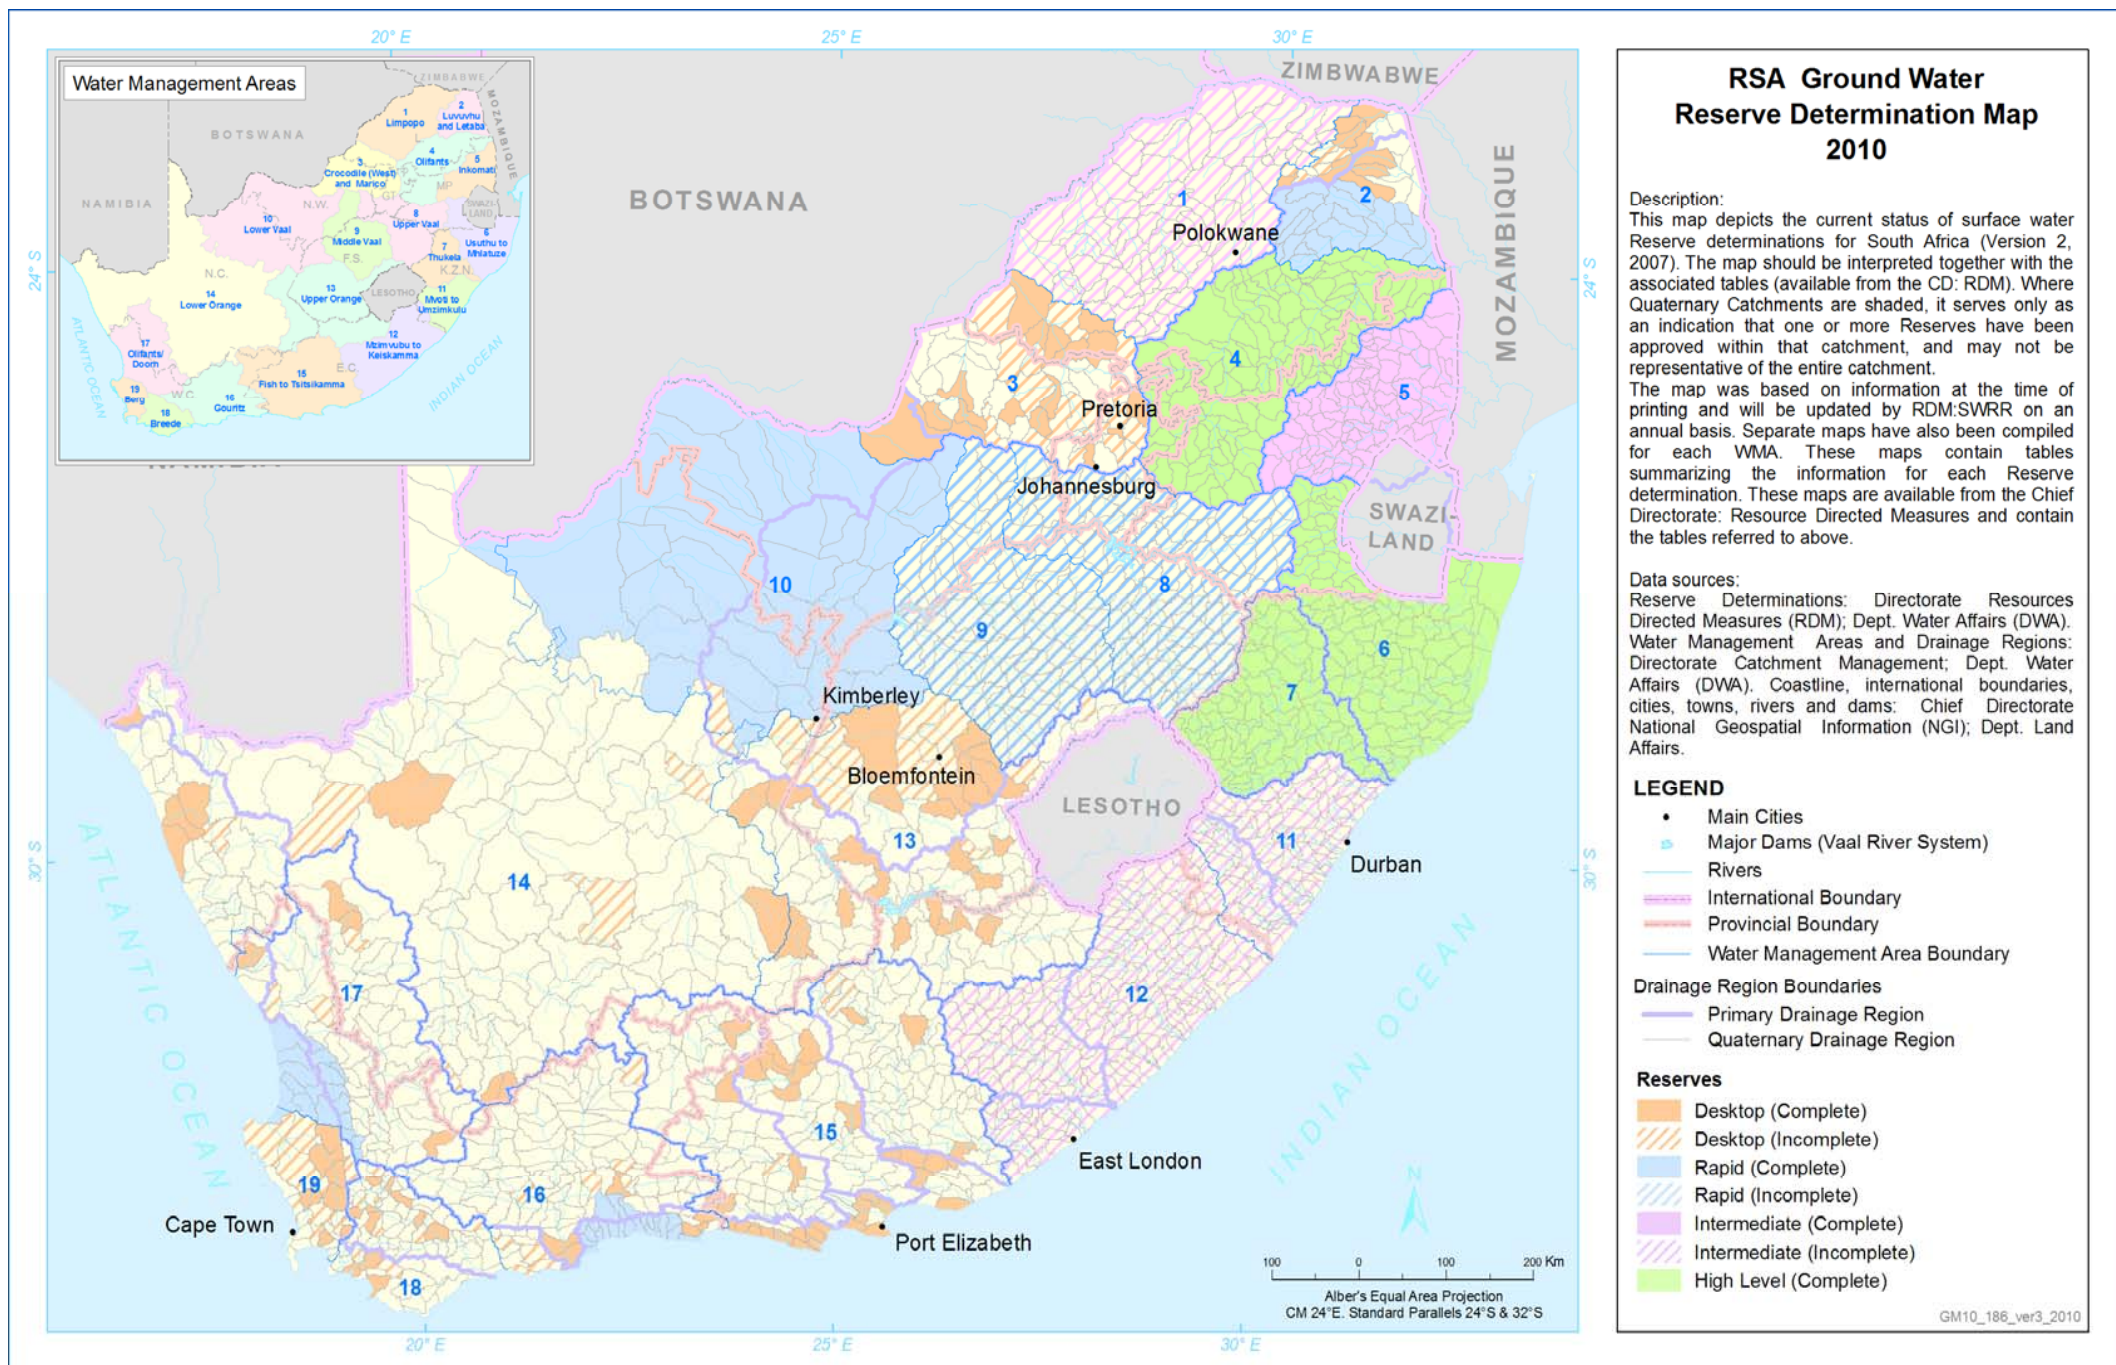 20° E
25° E
30° E
Water Management Areas
ZIMBABWE
MOZAMBIQUE
BOTSWANA
NAMIBIA
1
Limpopo
2
Luvuvhu
and Letaba
3
Crocodile (West)
and Marico
4
Olifants
5
Inkomati
MP
GT
N.W.
SWAZI-
LAND
10
Lower Vaal
9
Middle Vaal
8
Upper Vaal
6
Usuthu to
Mhlatuze
7
Thukela
F.S.
K.Z.N.
N.C.
14
Lower Orange
13
Upper Orange
LESOTHO
11
Mvoti to
Umzimkulu
12
Mzimvubu to
Keiskamma
17
Olifants/
Doorn
15
Fish to Tsitsikamma
E.C.
W.C.
16
Gouritz
19
Berg
18
Breede
ATLANTIC OCEAN
INDIAN OCEAN
ZIMBWABWE
BOTSWANA
MOZAMBIQUE
1
2
Polokwane
24° S
24° S
4
3
5
Pretoria
Johannesburg
SWAZI-
LAND
10
8
9
6
7
Kimberley
Bloemfontein
LESOTHO
13
11
Durban
14
30° S
30° S
17
12
15
East London
19
16
Cape Town
Port Elizabeth
18
ATLANTIC OCEAN
INDIAN OCEAN
N
100
0
100
200 Km
Alber's Equal Area Projection
CM 24°E. Standard Parallels 24°S & 32°S
20° E
25° E
30° E
RSA Ground Water
Reserve Determination Map
2010
Description:
This map depicts the current status of surface water
Reserve determinations for South Africa (Version 2,
2007). The map should be interpreted together with the
associated tables (available from the CD: RDM). Where
Quaternary Catchments are shaded, it serves only as
an indication that one or more Reserves have been
approved within that catchment, and may not be
representative of the entire catchment.
The map was based on information at the time of
printing and will be updated by RDM:SWRR on an
annual basis. Separate maps have also been compiled
for each WMA. These maps contain tables
summarizing the information for each Reserve
determination. These maps are available from the Chief
Directorate: Resource Directed Measures and contain
the tables referred to above.
Data sources:
Reserve Determinations: Directorate Resources
Directed Measures (RDM); Dept. Water Affairs (DWA).
Water Management Areas and Drainage Regions:
Directorate Catchment Management; Dept. Water
Affairs (DWA). Coastline, international boundaries,
cities, towns, rivers and dams: Chief Directorate
National Geospatial Information (NGI); Dept. Land
Affairs.
LEGEND
Main Cities
Major Dams (Vaal River System)
Rivers
International Boundary
Provincial Boundary
Water Management Area Boundary
Drainage Region Boundaries
Primary Drainage Region
Quaternary Drainage Region
Reserves
Desktop (Complete)
Desktop (Incomplete)
Rapid (Complete)
Rapid (Incomplete)
Intermediate (Complete)
Intermediate (Incomplete)
High Level (Complete)
GM10_186_ver3_2010